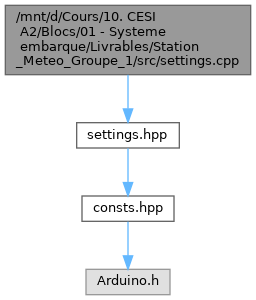 /mnt/d/Cours/10. CESI
A2/Blocs/01 - Systeme
embarque/Livrables/Station
_Meteo_Groupe_1/src/settings.cpp
settings.hpp
consts.hpp
Arduino.h